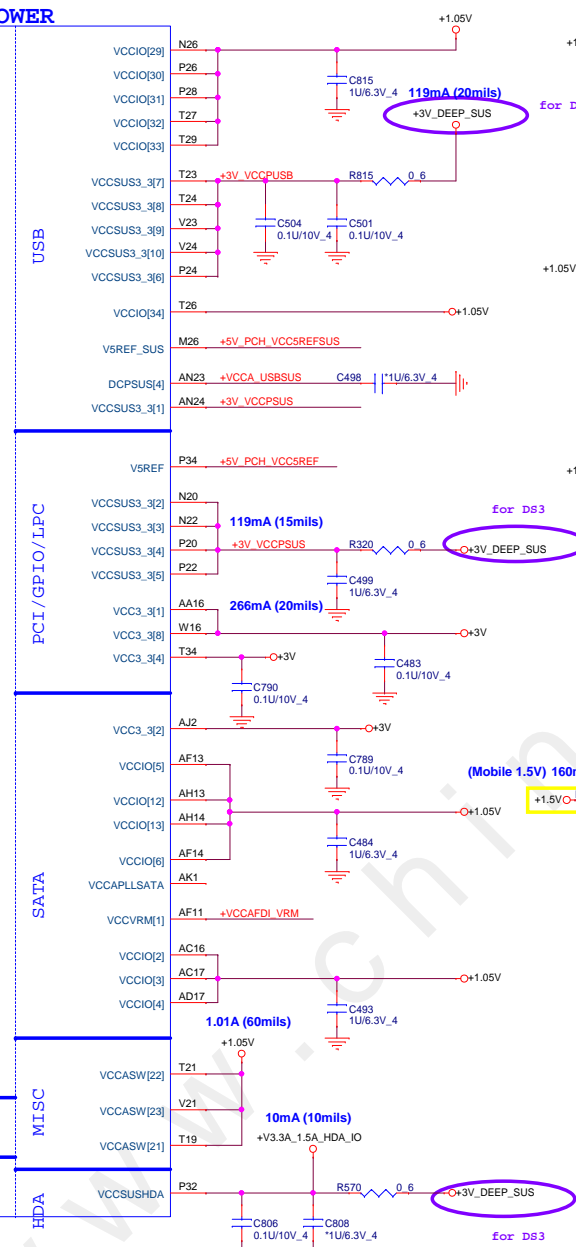 OWER
+1.05V
+1
VCCIO[29] N26
VCCIO[30] P26
VCCIO[31] P28
VCCIO[32] T27
VCCIO[33] T29
C815
1U/6.3V_4
119mA (20mils)
+3V_DEEP_SUS
for D
USB
VCCSUS3_3[7] T23 +3V_VCCPUSB R815 0_6
VCCSUS3_3[8] T24
VCCSUS3_3[9] V23
VCCSUS3_3[10] V24
VCCSUS3_3[6] P24
C504
0.1U/10V_4
C501
0.1U/10V_4
+1.05V
VCCIO[34] T26 +1.05V
V5REF_SUS M26 +5V_PCH_VCC5REFSUS
DCPSUS[4] AN23 +VCCA_USBSUS C498 *1U/6.3V_4
VCCSUS3_3[1] AN24 +3V_VCCPSUS
PCI/GPIO/LPC
V5REF P34 +5V_PCH_VCC5REF
+1
VCCSUS3_3[2] N20
VCCSUS3_3[3] N22
VCCSUS3_3[4] P20 +3V_VCCPSUS R320 0_6 +3V_DEEP_SUS
VCCSUS3_3[5] P22
119mA (15mils)
for DS3
C499
1U/6.3V_4
VCC3_3[1] AA16
266mA (20mils)
VCC3_3[8] W16 +3V
VCC3_3[4] T34 +3V
C483
0.1U/10V_4
C790
0.1U/10V_4
SATA
VCC3_3[2] AJ2 +3V
C789
0.1U/10V_4
VCCIO[5] AF13
VCCIO[12] AH13
VCCIO[13] AH14
VCCIO[6] AF14
+1.05V
(Mobile 1.5V) 160m
+1.5V
C484
1U/6.3V_4
VCCAPLLSATA AK1
VCCVRM[1] AF11 +VCCAFDI_VRM
VCCIO[2] AC16
VCCIO[3] AC17 +1.05V
VCCIO[4] AD17
C493
1U/6.3V_4
MISC
1.01A (60mils)
+1.05V
VCCASW[22] T21
VCCASW[23] V21
VCCASW[21] T19
10mA (10mils)
+V3.3A_1.5A_HDA_IO
HDA
VCCSUSHDA P32 R570 0_6 +3V_DEEP_SUS
C806
0.1U/10V_4
C808
*1U/6.3V_4
for DS3
w w . c h i n